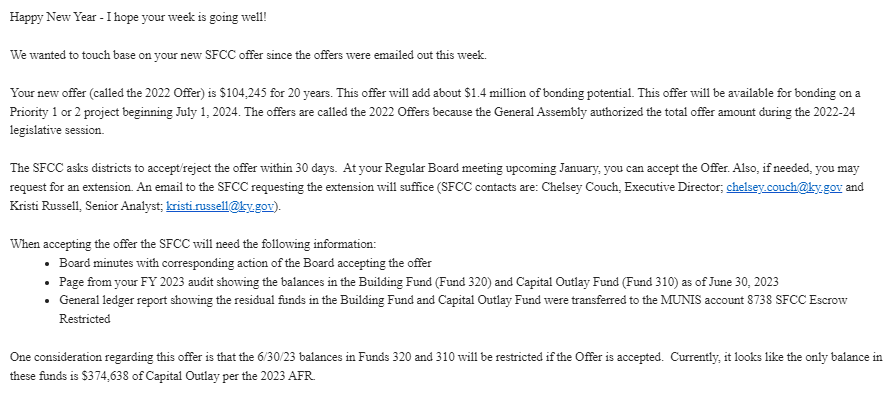 Happy New Year - I hope your week is going well!
We wanted to touch base on your new SFCC offer since the offers were emailed out this week.
Your new offer (called the 2022 Offer) is $104,245 for 20 years. This offer will add about $1.4 million of bonding potential. This offer will be available for bonding on a
Priority 1 or 2 project beginning July 1, 2024. The offers are called the 2022 Offers because the General Assembly authorized the total offer amount during the 2022-24
legislative session.
The SFCC asks districts to accept/reject the offer within 30 days.  At your Regular Board meeting upcoming January, you can accept the Offer. Also, if needed, you may
request for an extension. An email to the SFCC requesting the extension will suffice (SFCC contacts are: Chelsey Couch, Executive Director; chelsey.couch@ky.gov and
Kristi Russell, Senior Analyst; kristi.russell@ky.gov).
When accepting the offer the SFCC will need the following information:
• Board minutes with corresponding action of the Board accepting the offer
• Page from your FY 2023 audit showing the balances in the Building Fund (Fund 320) and Capital Outlay Fund (Fund 310) as of June 30, 2023
• General ledger report showing the residual funds in the Building Fund and Capital Outlay Fund were transferred to the MUNIS account 8738 SFCC Escrow
Restricted
One consideration regarding this offer is that the 6/30/23 balances in Funds 320 and 310 will be restricted if the Offer is accepted.  Currently, it looks like the only balance in
these funds is $374,638 of Capital Outlay per the 2023 AFR.